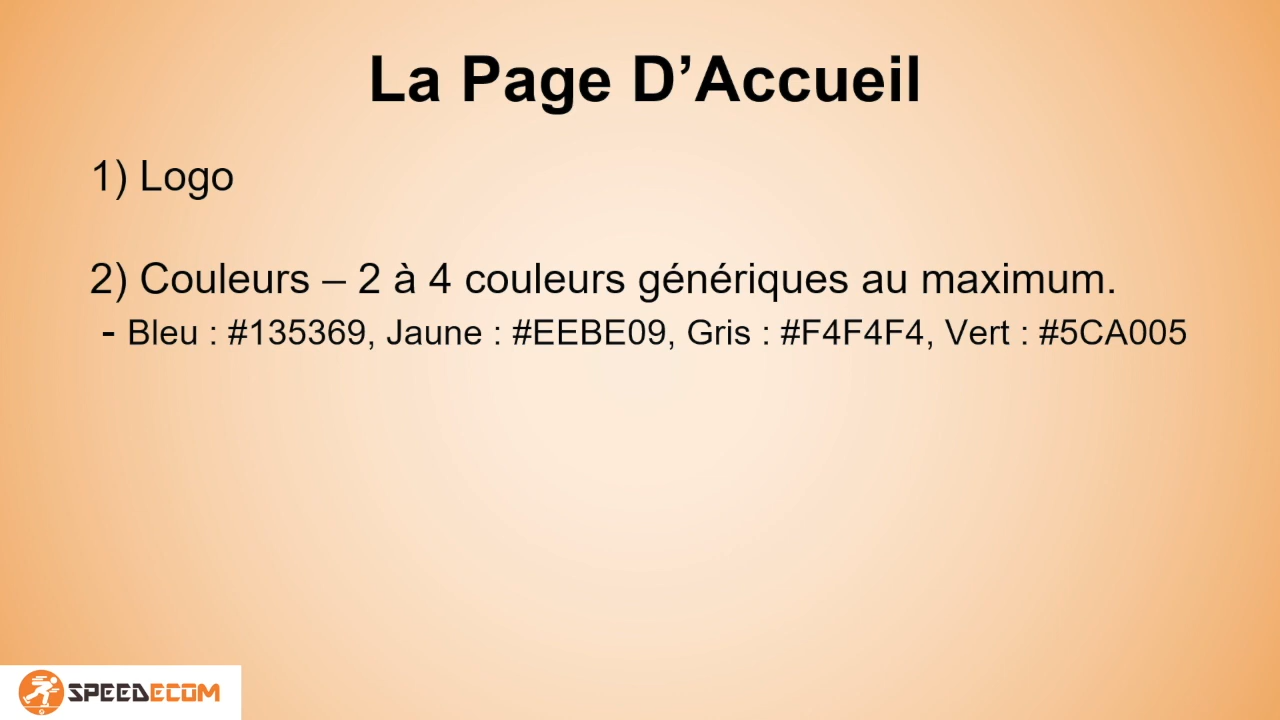 La Page D’Accueil
1) Logo
2) Couleurs – 2 à 4 couleurs génériques au maximum.
- Bleu : #135369, Jaune : #EEBE09, Gris : #F4F4F4, Vert : #5CA005
SPEEDECOM